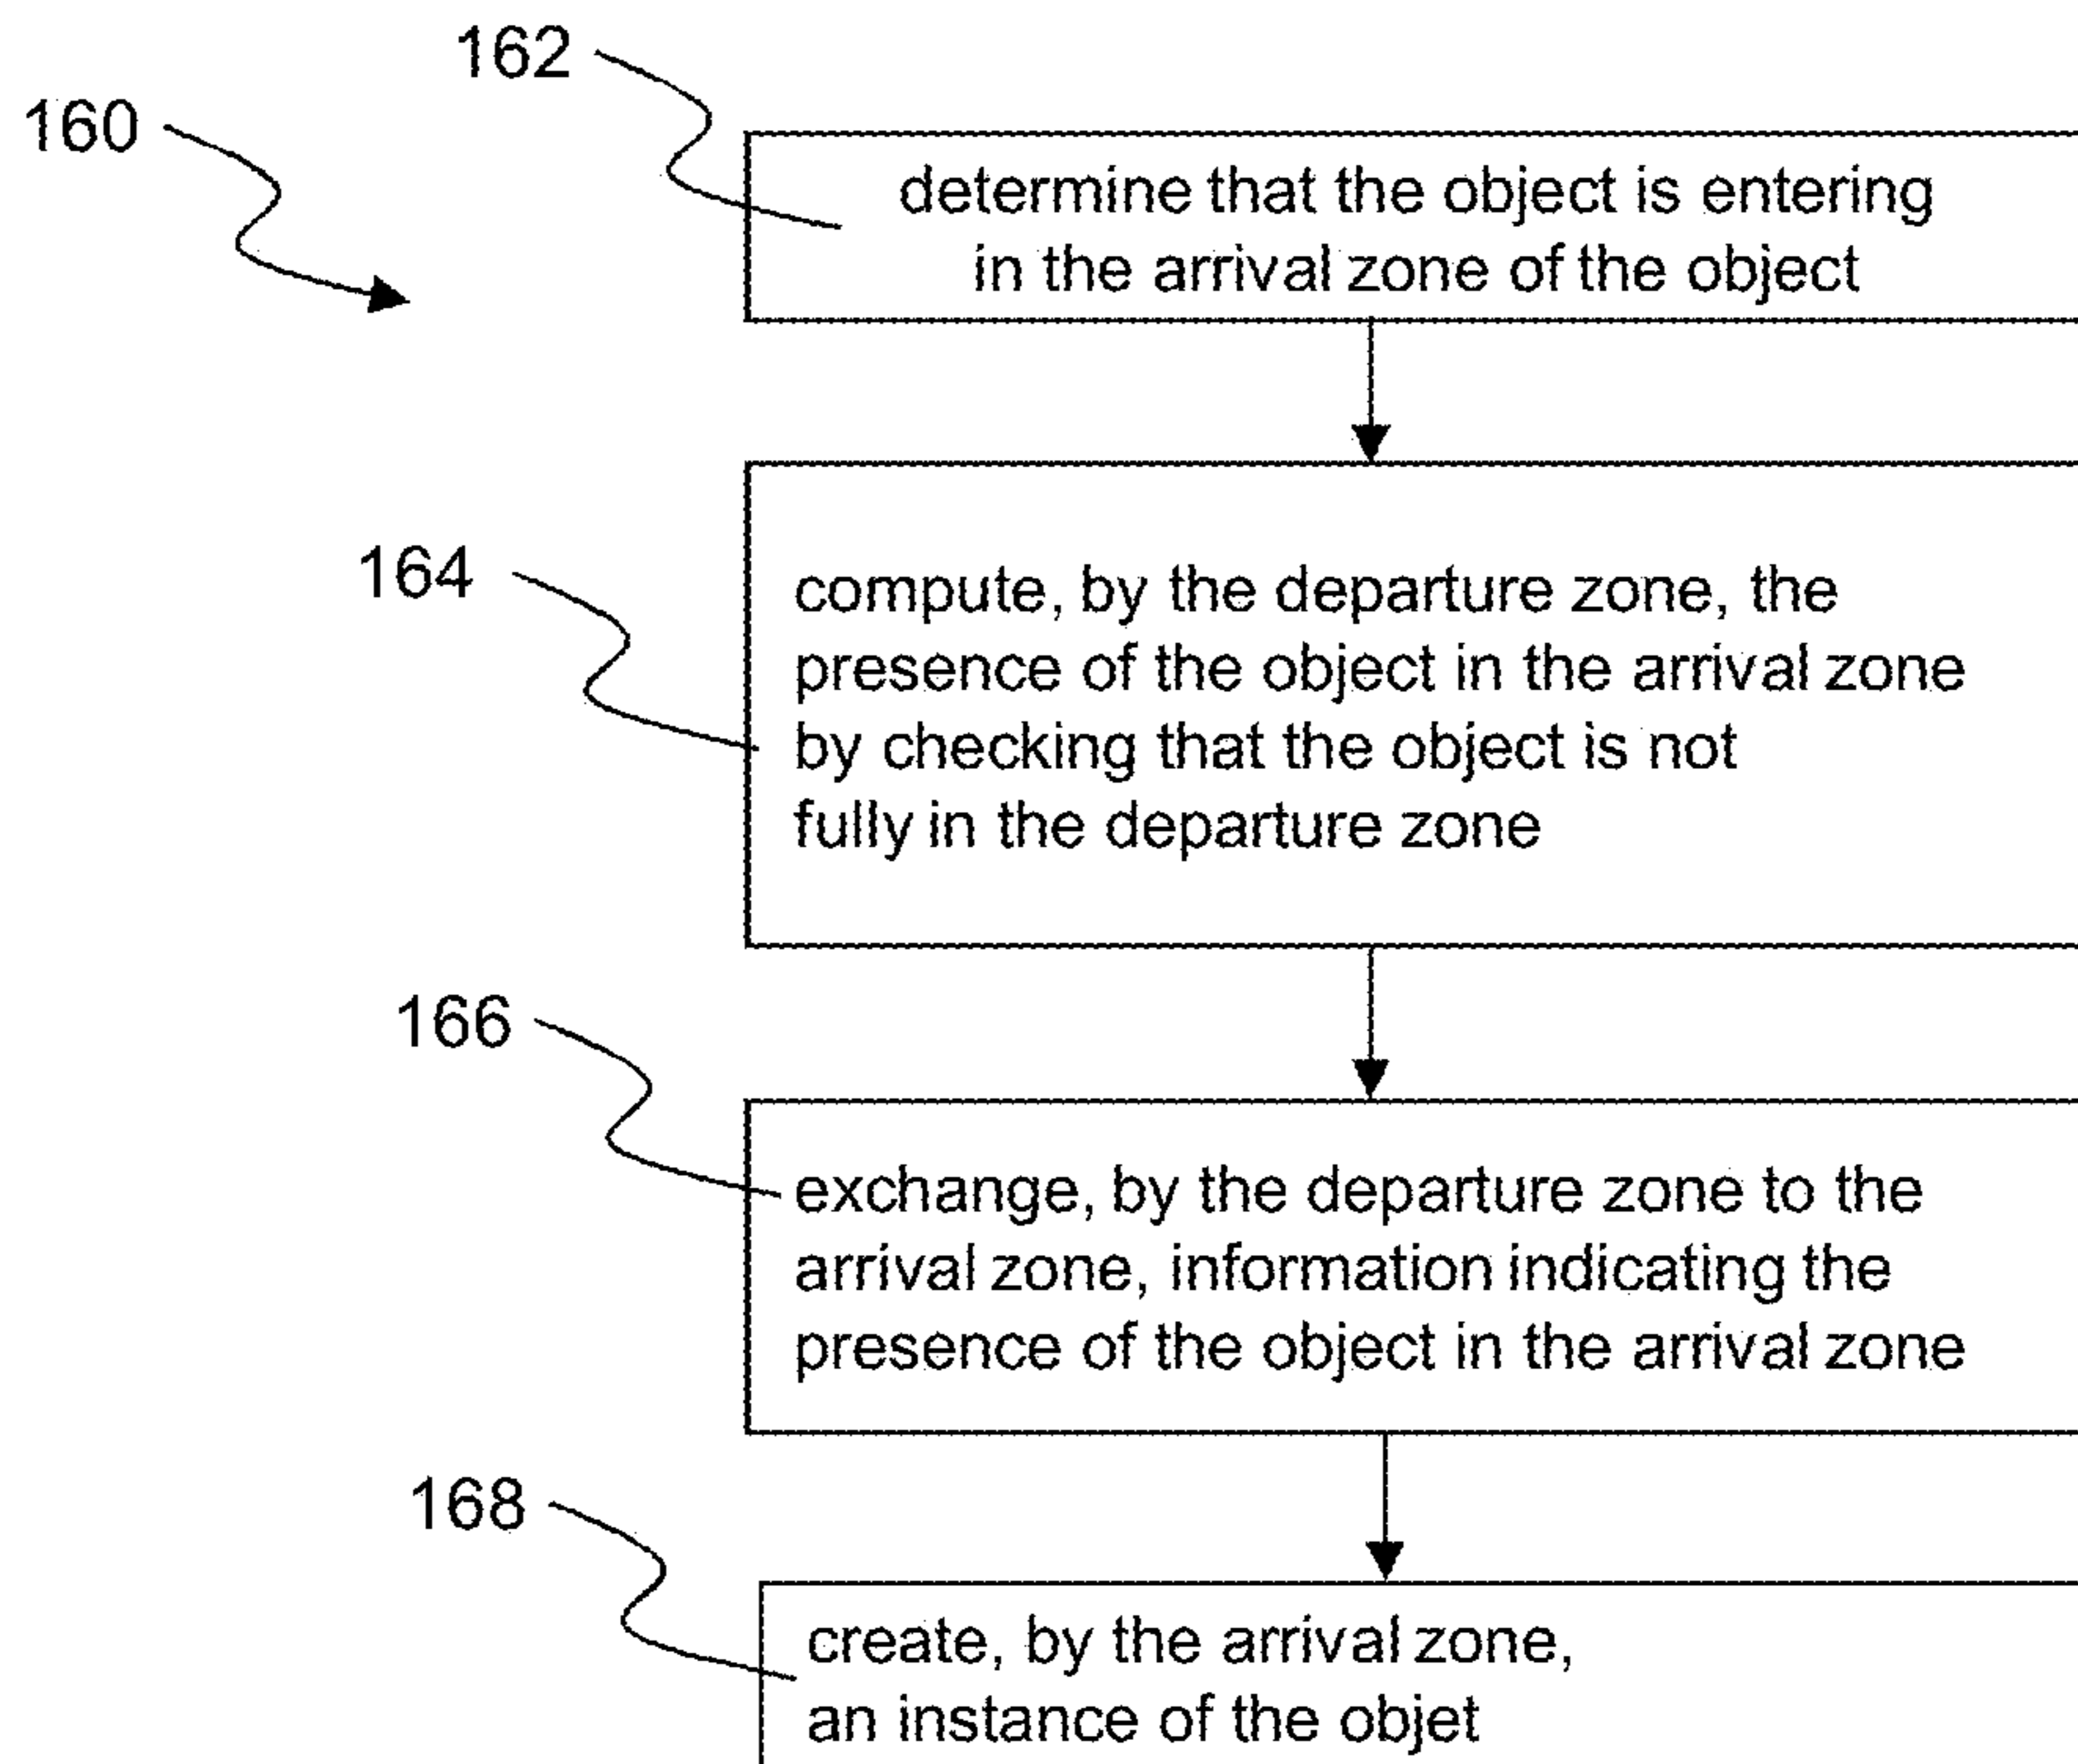 162
160
determine that the object is entering
in the arrival zone of the object
164
compute, by the departure zone, the
presence of the object in the arrival zone
by checking that the object is not
fully in the departure zone
166
exchange, by the departure zone to the
arrival zone, information indicating the
presence of the object in the arrival zone
168
create, by the arrival zone,
an instance of the objet